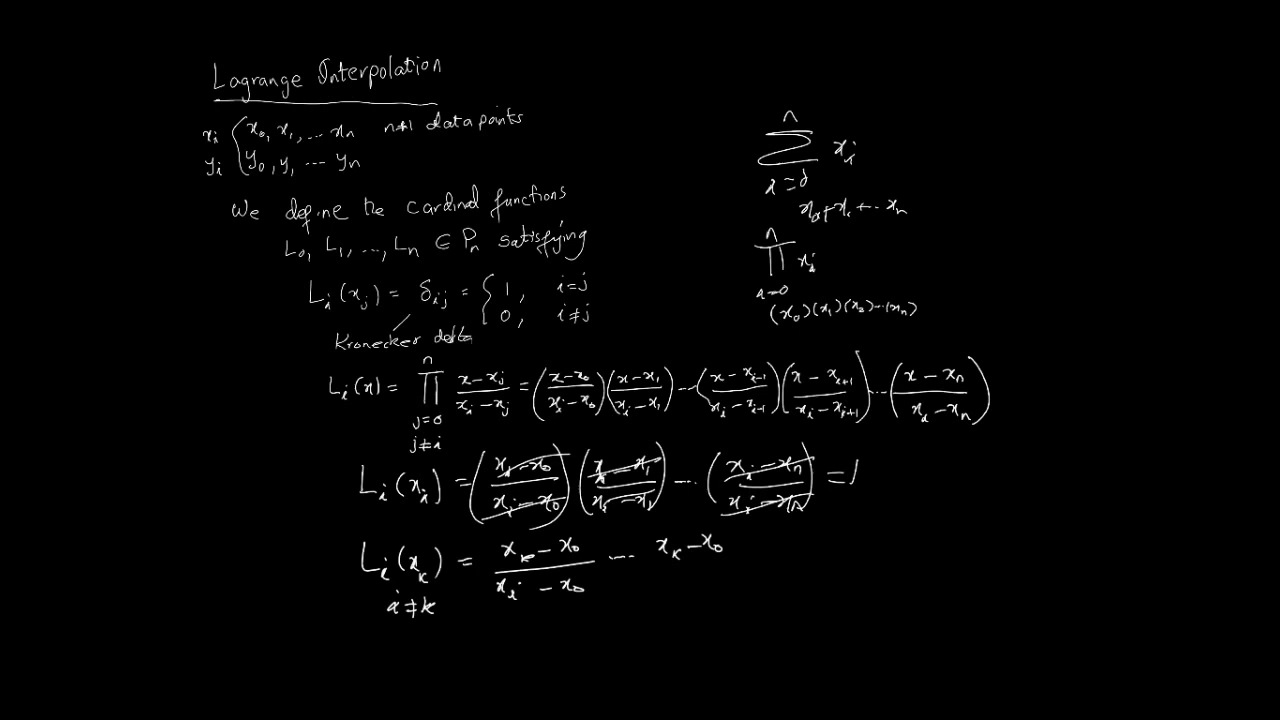 Lagrange Interpolation
xᵢ { x₀, x₁, ... xₙ n+1 data points
yᵢ { y₀, y₁ ... yₙ
We define the cardinal functions
L₀, L₁, ..., Lₙ ∈ Pₙ satisfying
Lᵢ(xⱼ) = δᵢⱼ = { 1, i=j
0, i≠j
Kronecker delta
Lᵢ(x) = ∏ⁿ_{j=0, j≠i} (x-xⱼ)/(xᵢ-xⱼ) = ((x-x₀)/(xᵢ-x₀)) ((x-x₁)/(xᵢ-x₁)) ... ((x-xᵢ₋₁)/(xᵢ-xᵢ₋₁)) ((x-xᵢ₊₁)/(xᵢ-xᵢ₊₁)) ... ((x-xₙ)/(xᵢ-xₙ))
Lᵢ(xᵢ) = ((xᵢ-x₀)/(xᵢ-x₀)) ((xᵢ-x₁)/(xᵢ-x₁)) ... ((xᵢ-xₙ)/(xᵢ-xₙ)) = 1
Lᵢ(xₖ) = (xₖ-x₀)/(xᵢ-x₀) ... xₖ-x₀
i≠k
∑ⁿ_{i=0} xᵢ
x₀+x₁+...xₙ
∏ⁿ_{i=0} xᵢ
(x₀)(x₁)(x₂)...(xₙ)